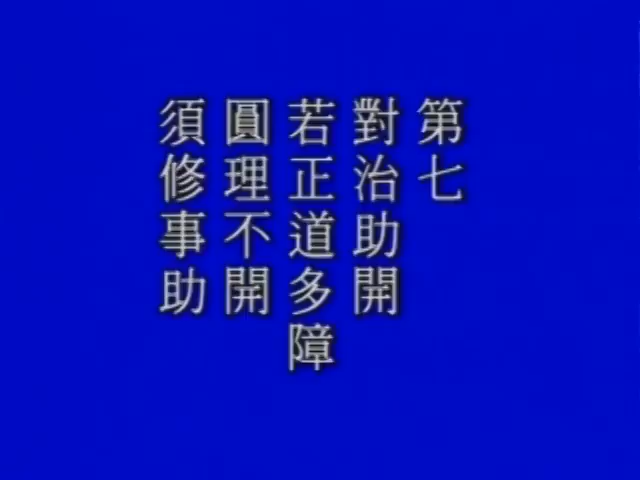 第七
對治助開
若正道多障
圓理不開
須修事助